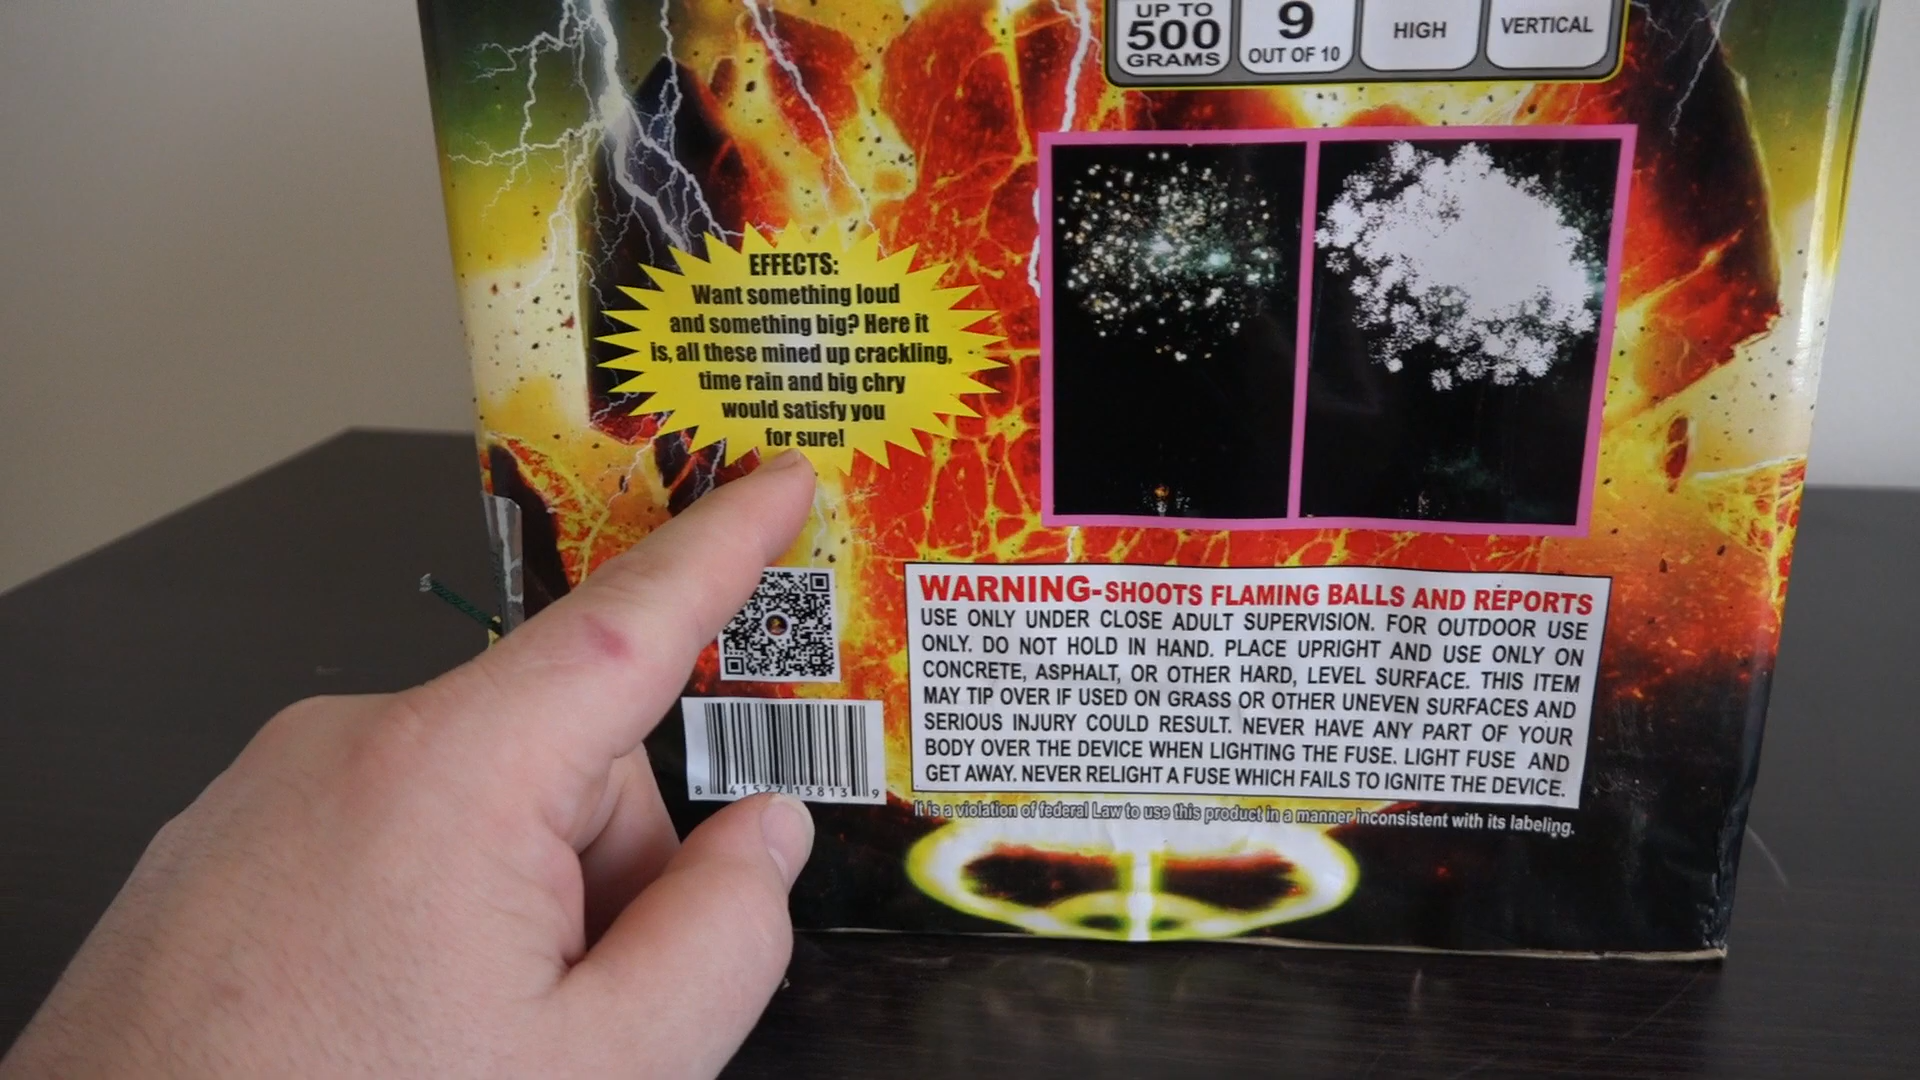 UP TO
500
GRAMS
9
OUT OF 10
HIGH
VERTICAL
EFFECTS:
Want something loud
and something big? Here it
is, all these mined up crackling,
time rain and big chry
would satisfy you
for sure!
WARNING-SHOOTS FLAMING BALLS AND REPORTS
USE ONLY UNDER CLOSE ADULT SUPERVISION. FOR OUTDOOR USE
ONLY. DO NOT HOLD IN HAND. PLACE UPRIGHT AND USE ONLY ON
CONCRETE, ASPHALT, OR OTHER HARD, LEVEL SURFACE. THIS ITEM
MAY TIP OVER IF USED ON GRASS OR OTHER UNEVEN SURFACES AND
SERIOUS INJURY COULD RESULT. NEVER HAVE ANY PART OF YOUR
BODY OVER THE DEVICE WHEN LIGHTING THE FUSE. LIGHT FUSE AND
GET AWAY. NEVER RELIGHT A FUSE WHICH FAILS TO IGNITE THE DEVICE.
It is a violation of federal Law to use this product in a manner inconsistent with its labeling.
8 41527 15813 9